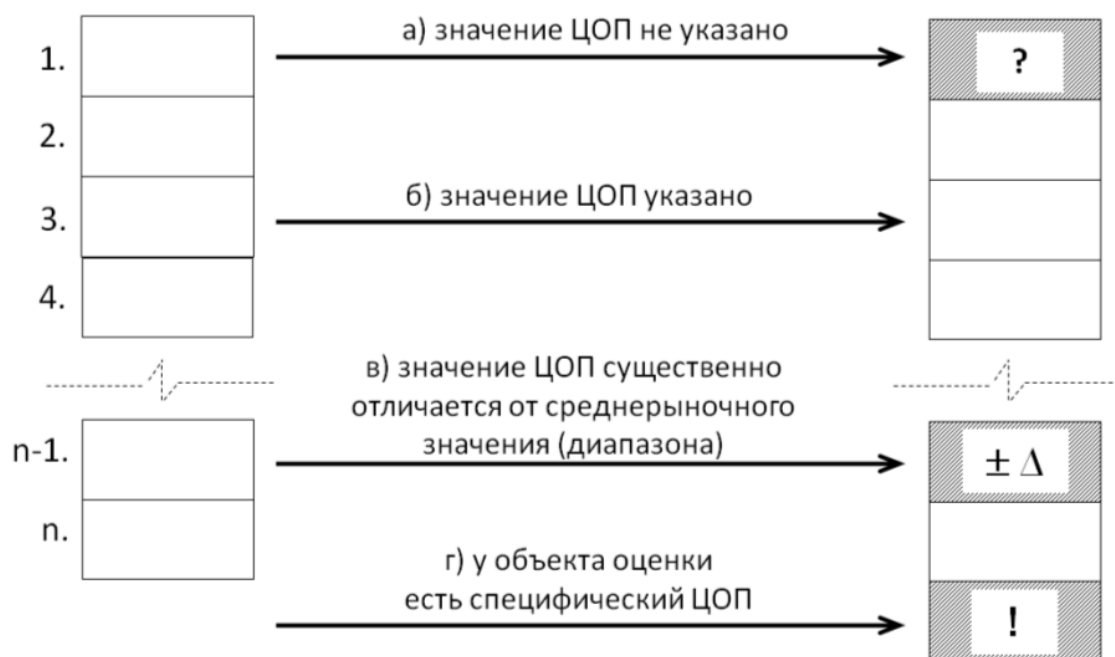 а) значение ЦОП не указано
1.
?
2.
б) значение ЦОП указано
3.
4.
в) значение ЦОП существенно
отличается от среднерыночного
значения (диапазона)
n-1.
± Δ
n.
г) у объекта оценки
есть специфический ЦОП
!